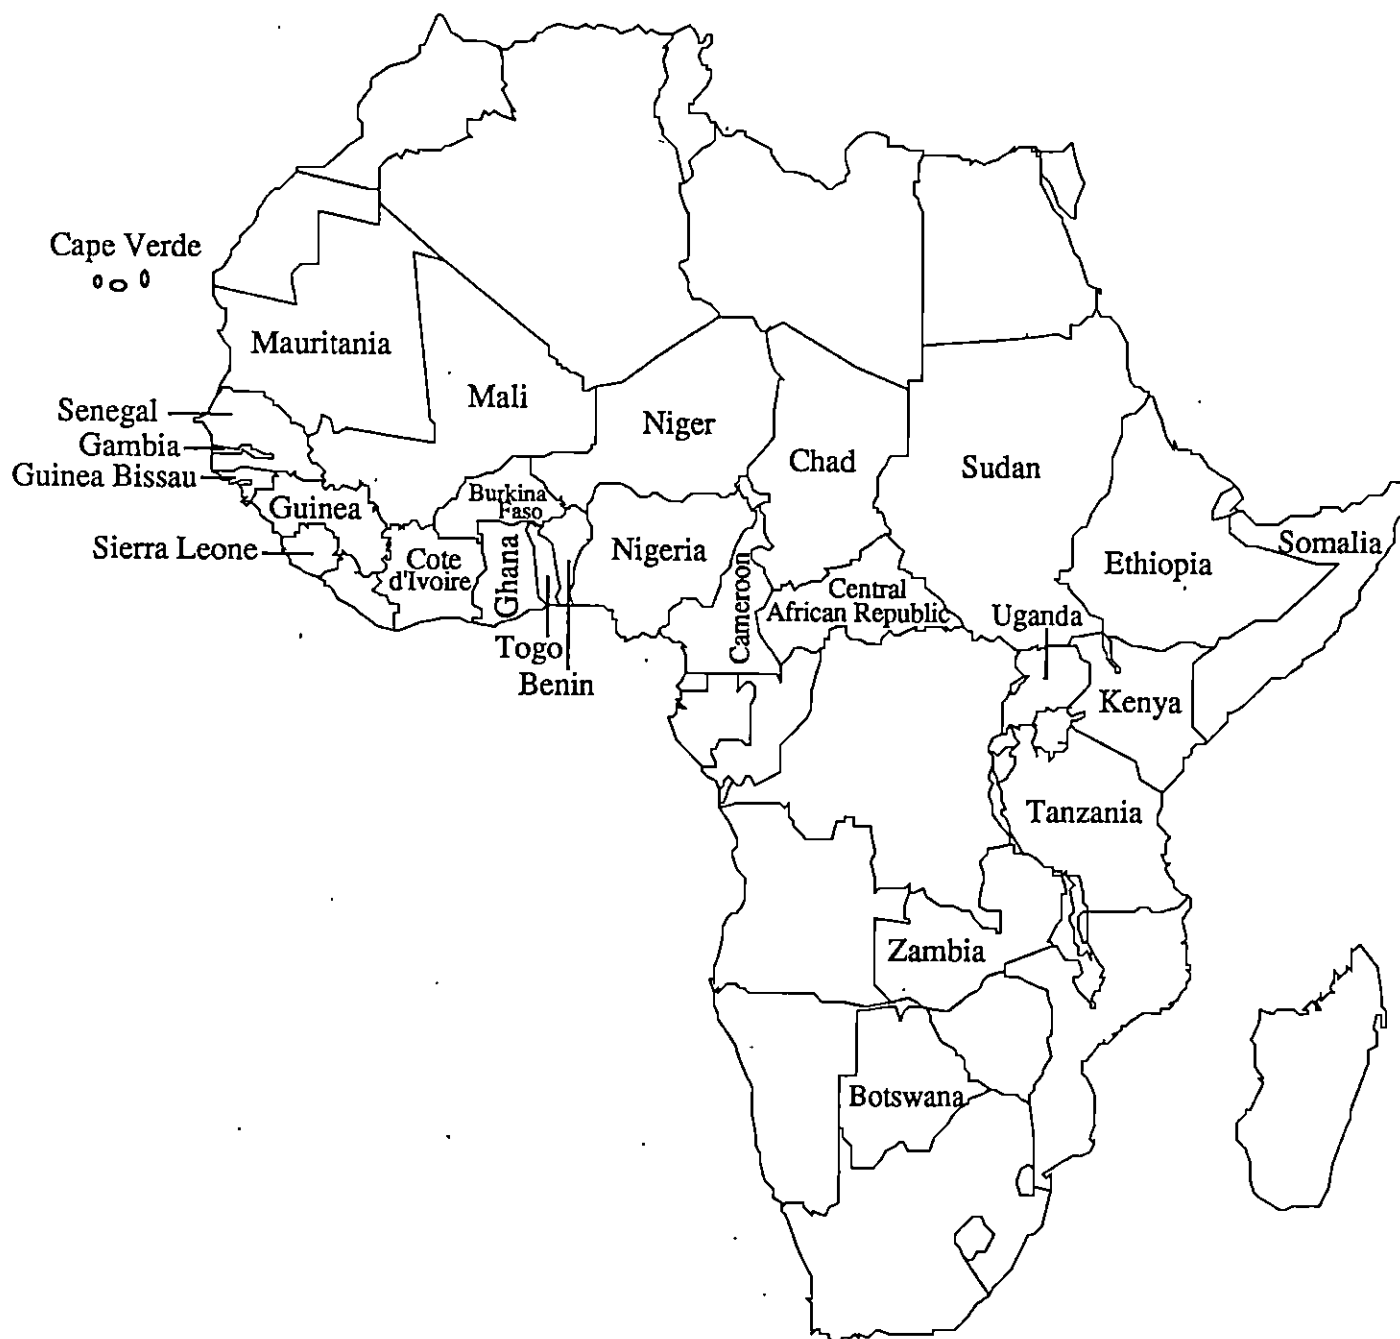 Cape Verde
Mauritania
Mali
Niger
Senegal
Gambia
Guinea Bissau
Chad
Sudan
Burkina
Faso
Guinea
Sierra Leone
Cote
d'Ivoire
Ghana
Nigeria
Cameroon
Central
African Republic
Ethiopia
Somalia
Uganda
Togo
Benin
Kenya
Tanzania
Zambia
Botswana